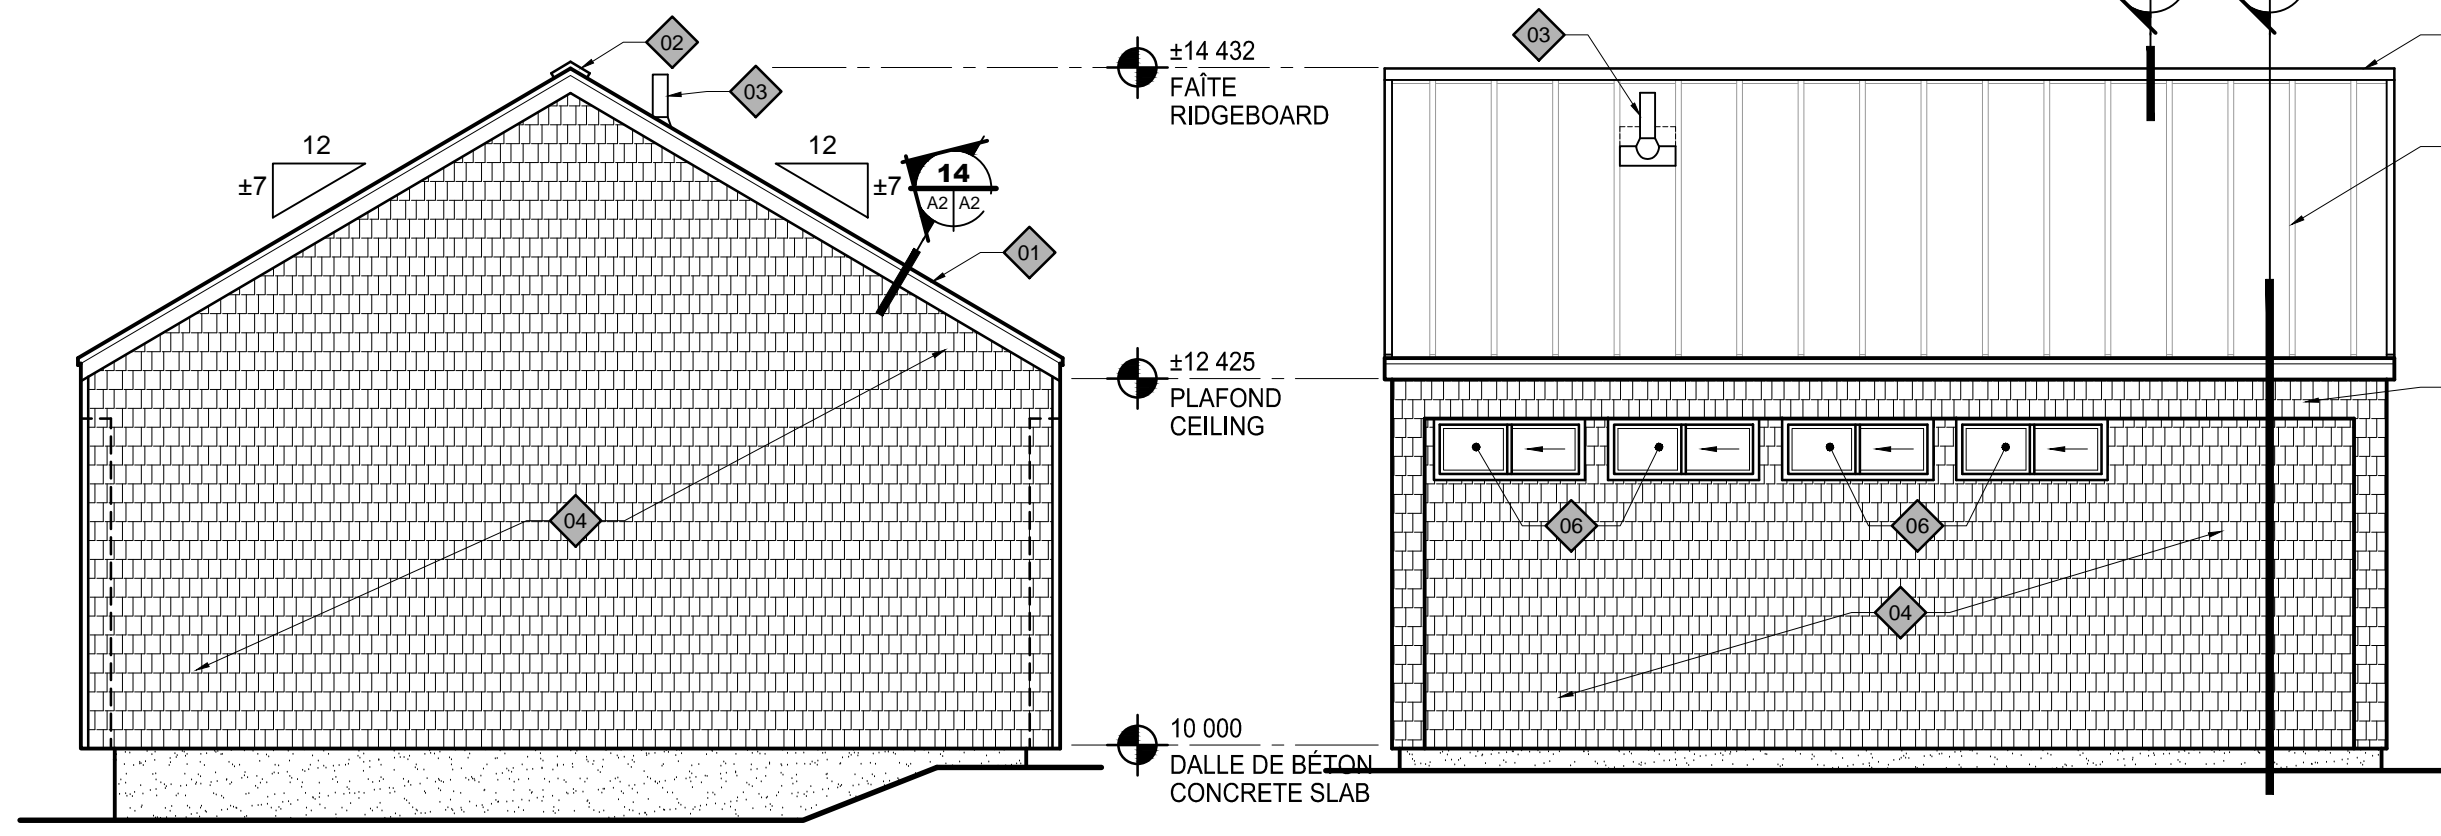 02
03
12
±7
12
±7
14
A2 A2
01
04
±14 432
FAÎTE
RIDGEBOARD
±12 425
PLAFOND
CEILING
10 000
DALLE DE BÉTON
CONCRETE SLAB
03
06
06
04